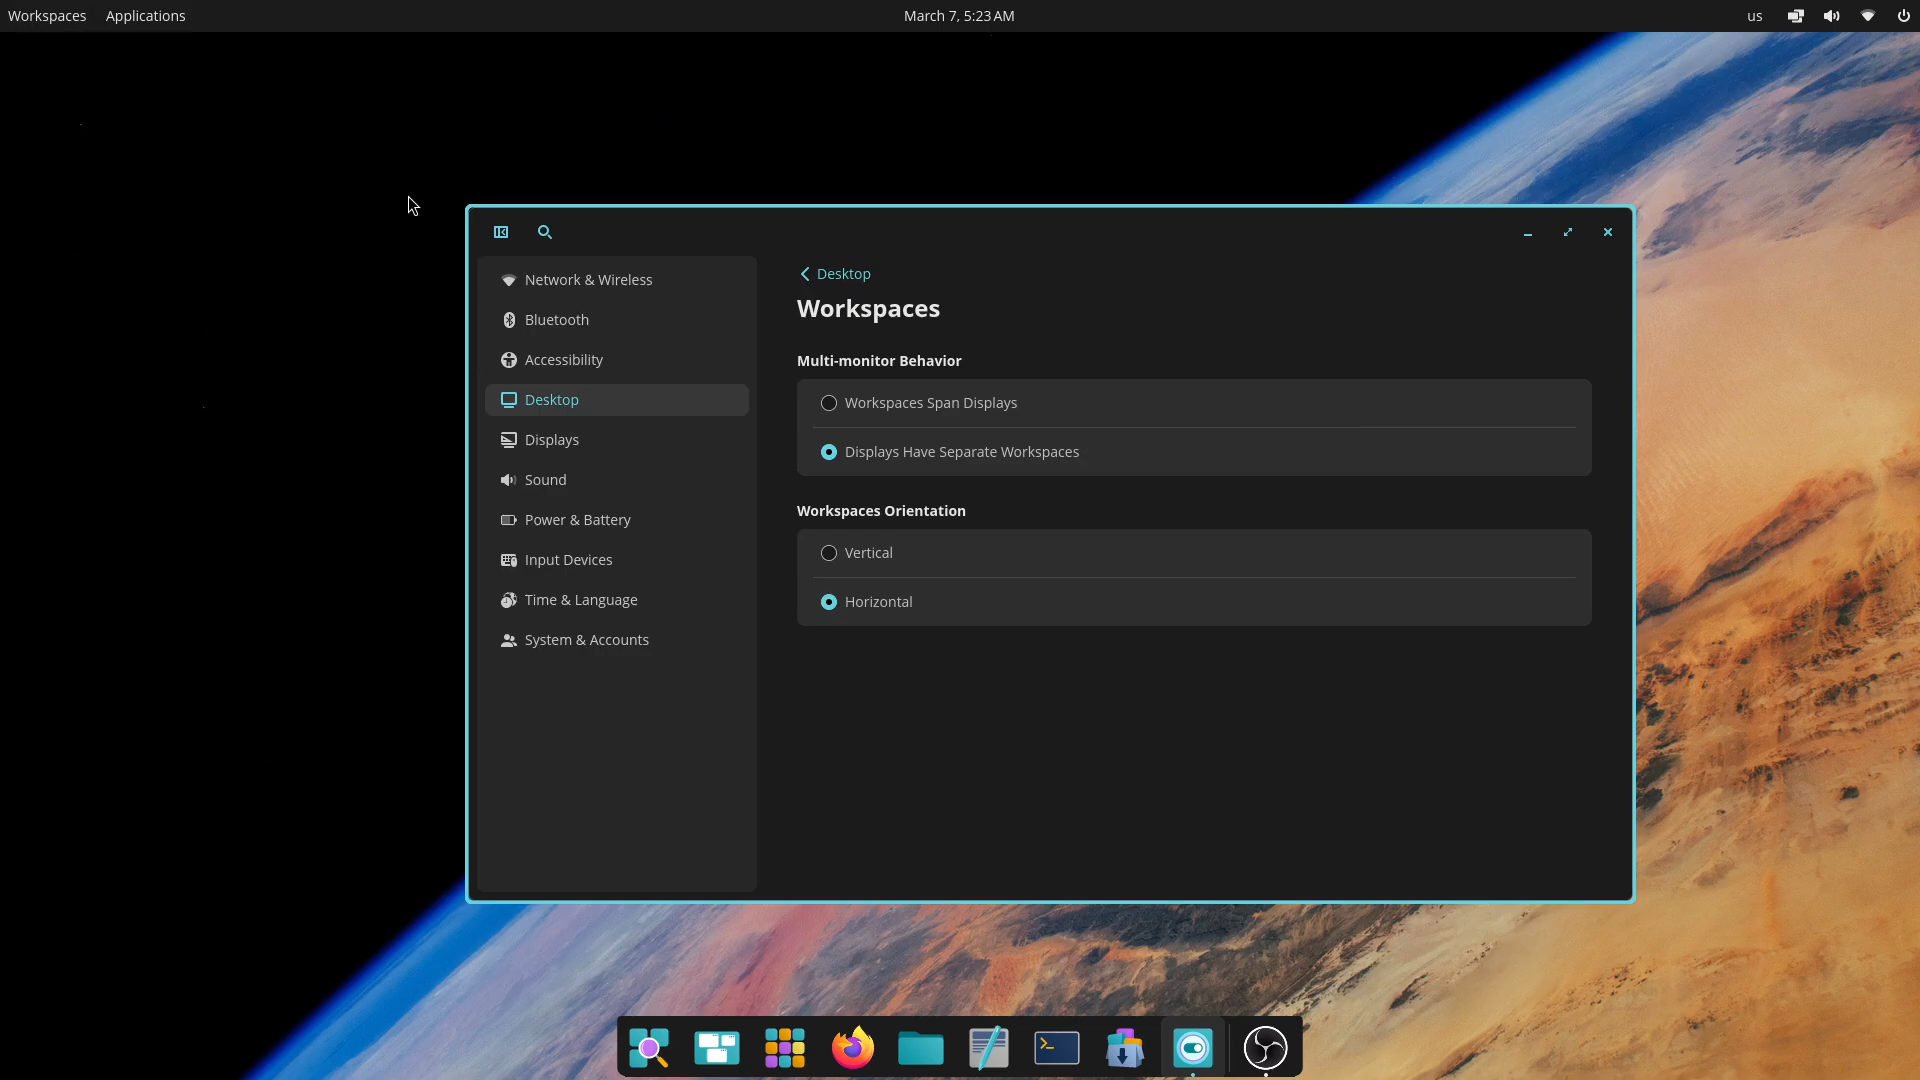 Workspaces Applications March 7, 5:23 AM us
Network & Wireless
Bluetooth
Accessibility
Desktop
Displays
Sound
Power & Battery
Input Devices
Time & Language
System & Accounts
Desktop
Workspaces
Multi-monitor Behavior
Workspaces Span Displays
Displays Have Separate Workspaces
Workspaces Orientation
Vertical
Horizontal